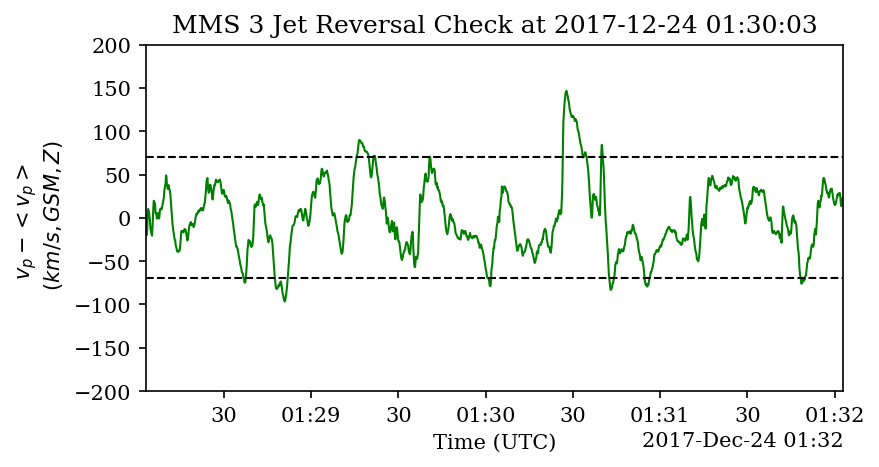 MMS 3 Jet Reversal Check at 2017-12-24 01:30:03
200
150
100
50
0
−50
−100
−150
−200
v_p − < v_p >
(km/s, GSM, Z)
30 01:29 30 01:30 30 01:31 30 01:32
Time (UTC)
2017-Dec-24 01:32